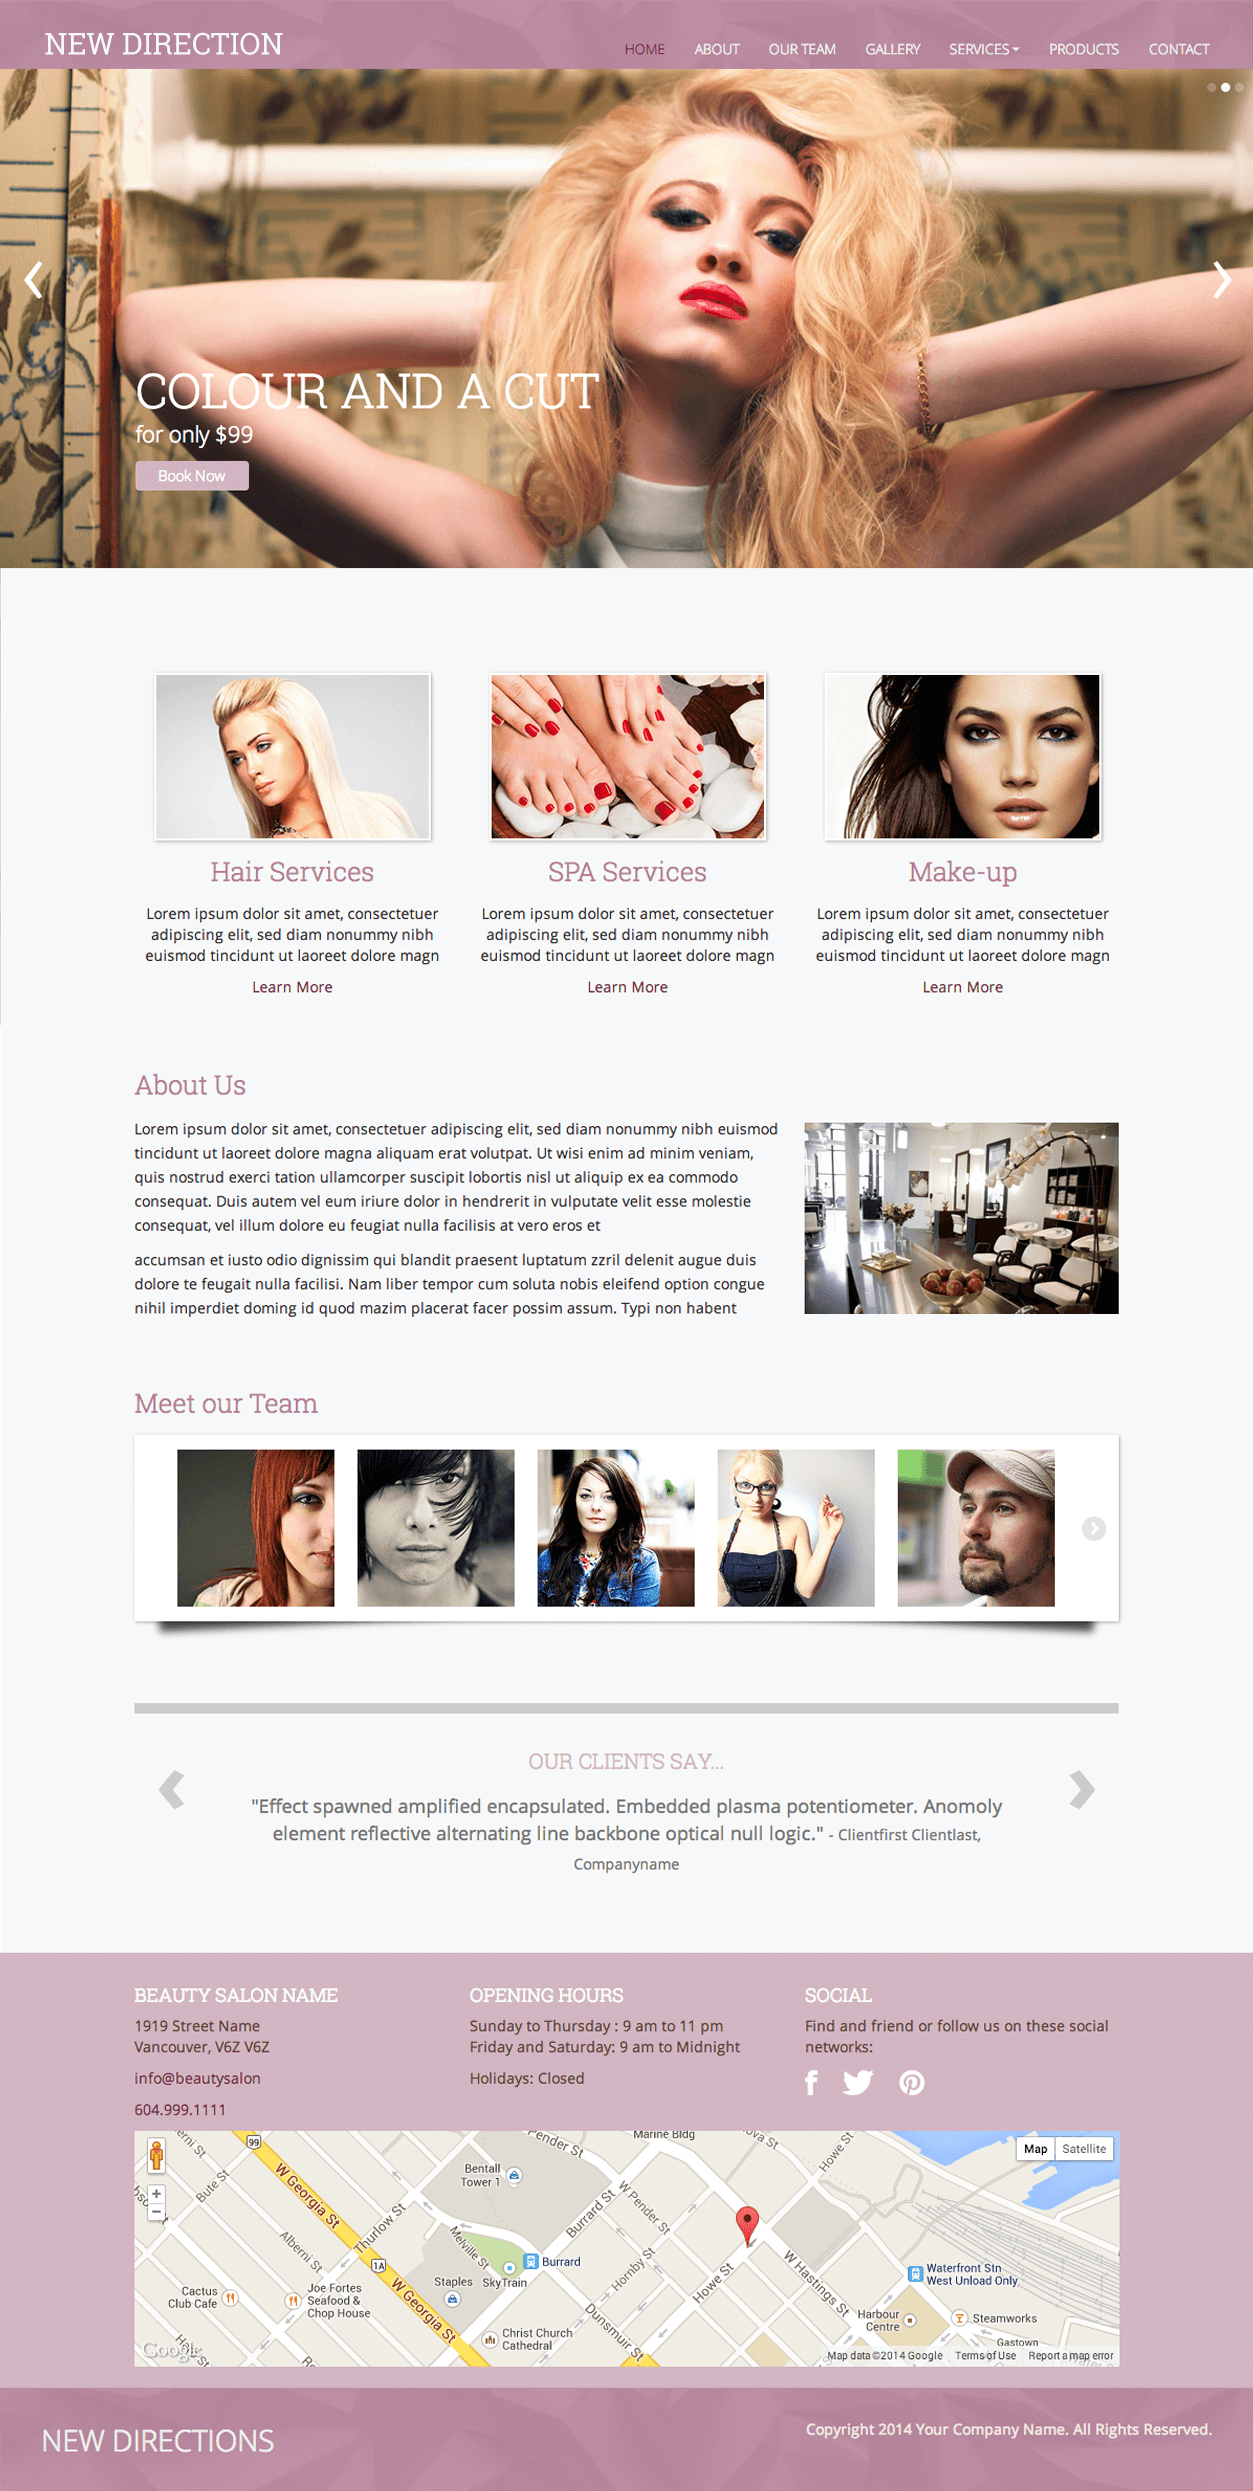 NEW DIRECTION
HOME ABOUT OUR TEAM GALLERY SERVICES PRODUCTS CONTACT
COLOUR AND A CUT
for only $99
Book Now
Hair Services
Lorem ipsum dolor sit amet, consectetuer
adipiscing elit, sed diam nonummy nibh
euismod tincidunt ut laoreet dolore magn
Learn More
SPA Services
Lorem ipsum dolor sit amet, consectetuer
adipiscing elit, sed diam nonummy nibh
euismod tincidunt ut laoreet dolore magn
Learn More
Make-up
Lorem ipsum dolor sit amet, consectetuer
adipiscing elit, sed diam nonummy nibh
euismod tincidunt ut laoreet dolore magn
Learn More
About Us
Lorem ipsum dolor sit amet, consectetuer adipiscing elit, sed diam nonummy nibh euismod
tincidunt ut laoreet dolore magna aliquam erat volutpat. Ut wisi enim ad minim veniam,
quis nostrud exerci tation ullamcorper suscipit lobortis nisl ut aliquip ex ea commodo
consequat. Duis autem vel eum iriure dolor in hendrerit in vulputate velit esse molestie
consequat, vel illum dolore eu feugiat nulla facilisis at vero eros et
accumsan et iusto odio dignissim qui blandit praesent luptatum zzril delenit augue duis
dolore te feugait nulla facilisi. Nam liber tempor cum soluta nobis eleifend option congue
nihil imperdiet doming id quod mazim placerat facer possim assum. Typi non habent
Meet our Team
OUR CLIENTS SAY...
"Effect spawned amplified encapsulated. Embedded plasma potentiometer. Anomoly
element reflective alternating line backbone optical null logic." - Clientfirst Clientlast,
Companyname
BEAUTY SALON NAME
1919 Street Name
Vancouver, V6Z V6Z
info@beautysalon
604.999.1111
OPENING HOURS
Sunday to Thursday : 9 am to 11 pm
Friday and Saturday: 9 am to Midnight
Holidays: Closed
SOCIAL
Find and friend or follow us on these social
networks:
Map Satellite
99
Marine Bldg
Pender St
Howe St
Bute St
W Georgia St
Bentall
Tower 1
W Pender St
Burrard St
Thurlow St
Alberni St
Melville St
1A
Burrard
Hornby St
Howe St
W Hastings St
Waterfront Stn
West Unload Only
Staples
SkyTrain
Cactus
Club Cafe
Joe Fortes
Seafood &
Chop House
W Georgia St
Dunsmuir St
Christ Church
Cathedral
Harbour
Centre
Steamworks
Gastown
Google
Map data ©2014 Google Terms of Use Report a map error
NEW DIRECTIONS
Copyright 2014 Your Company Name. All Rights Reserved.